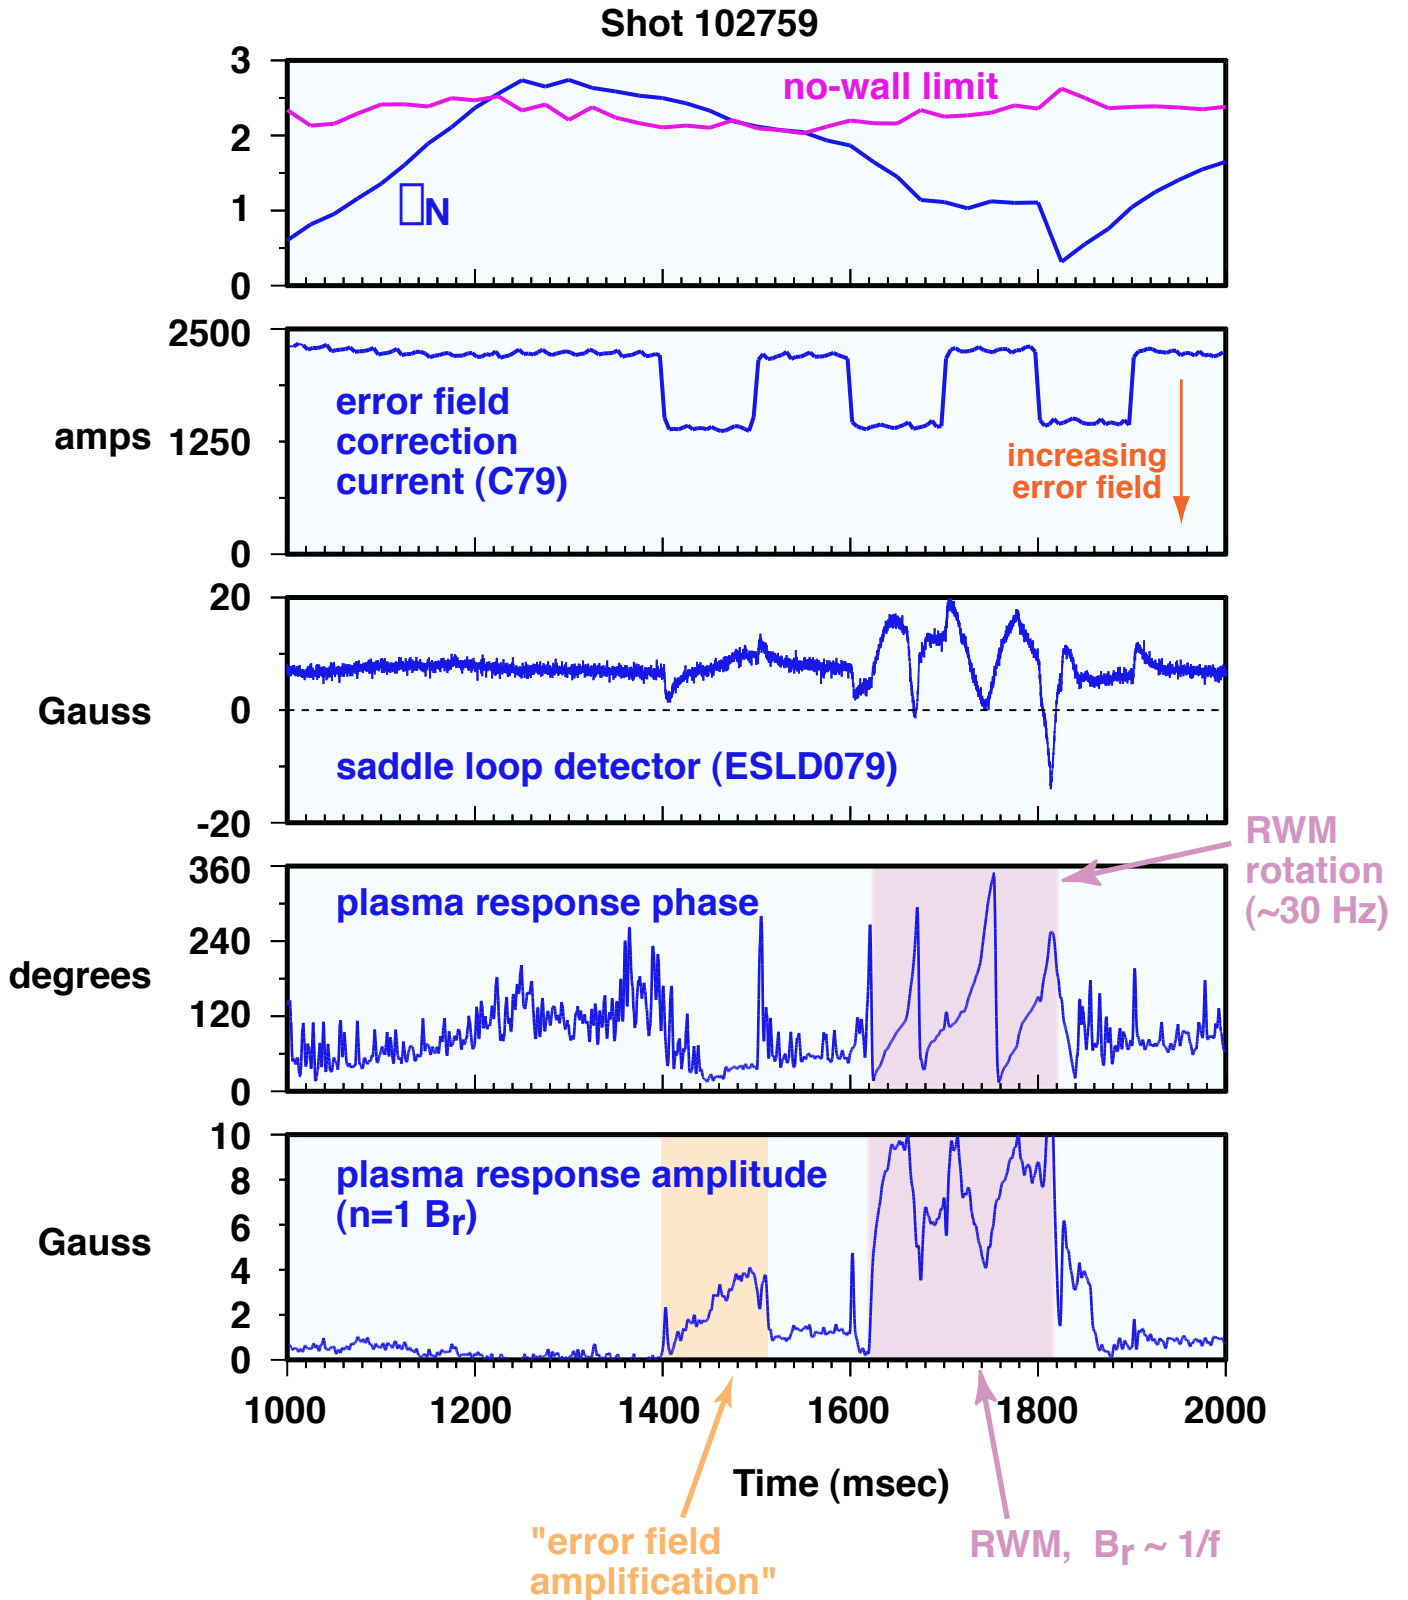 Shot 102759
3
2
1
0
no-wall limit
N
2500
1250
0
amps
error field
correction
current (C79)
increasing
error field
20
0
-20
Gauss
saddle loop detector (ESLD079)
RWM
rotation
(~30 Hz)
360
240
120
0
degrees
plasma response phase
10
8
6
4
2
0
Gauss
plasma response amplitude
(n=1 Br)
1000 1200 1400 1600 1800 2000
Time (msec)
"error field
amplification"
RWM, Br ~ 1/f